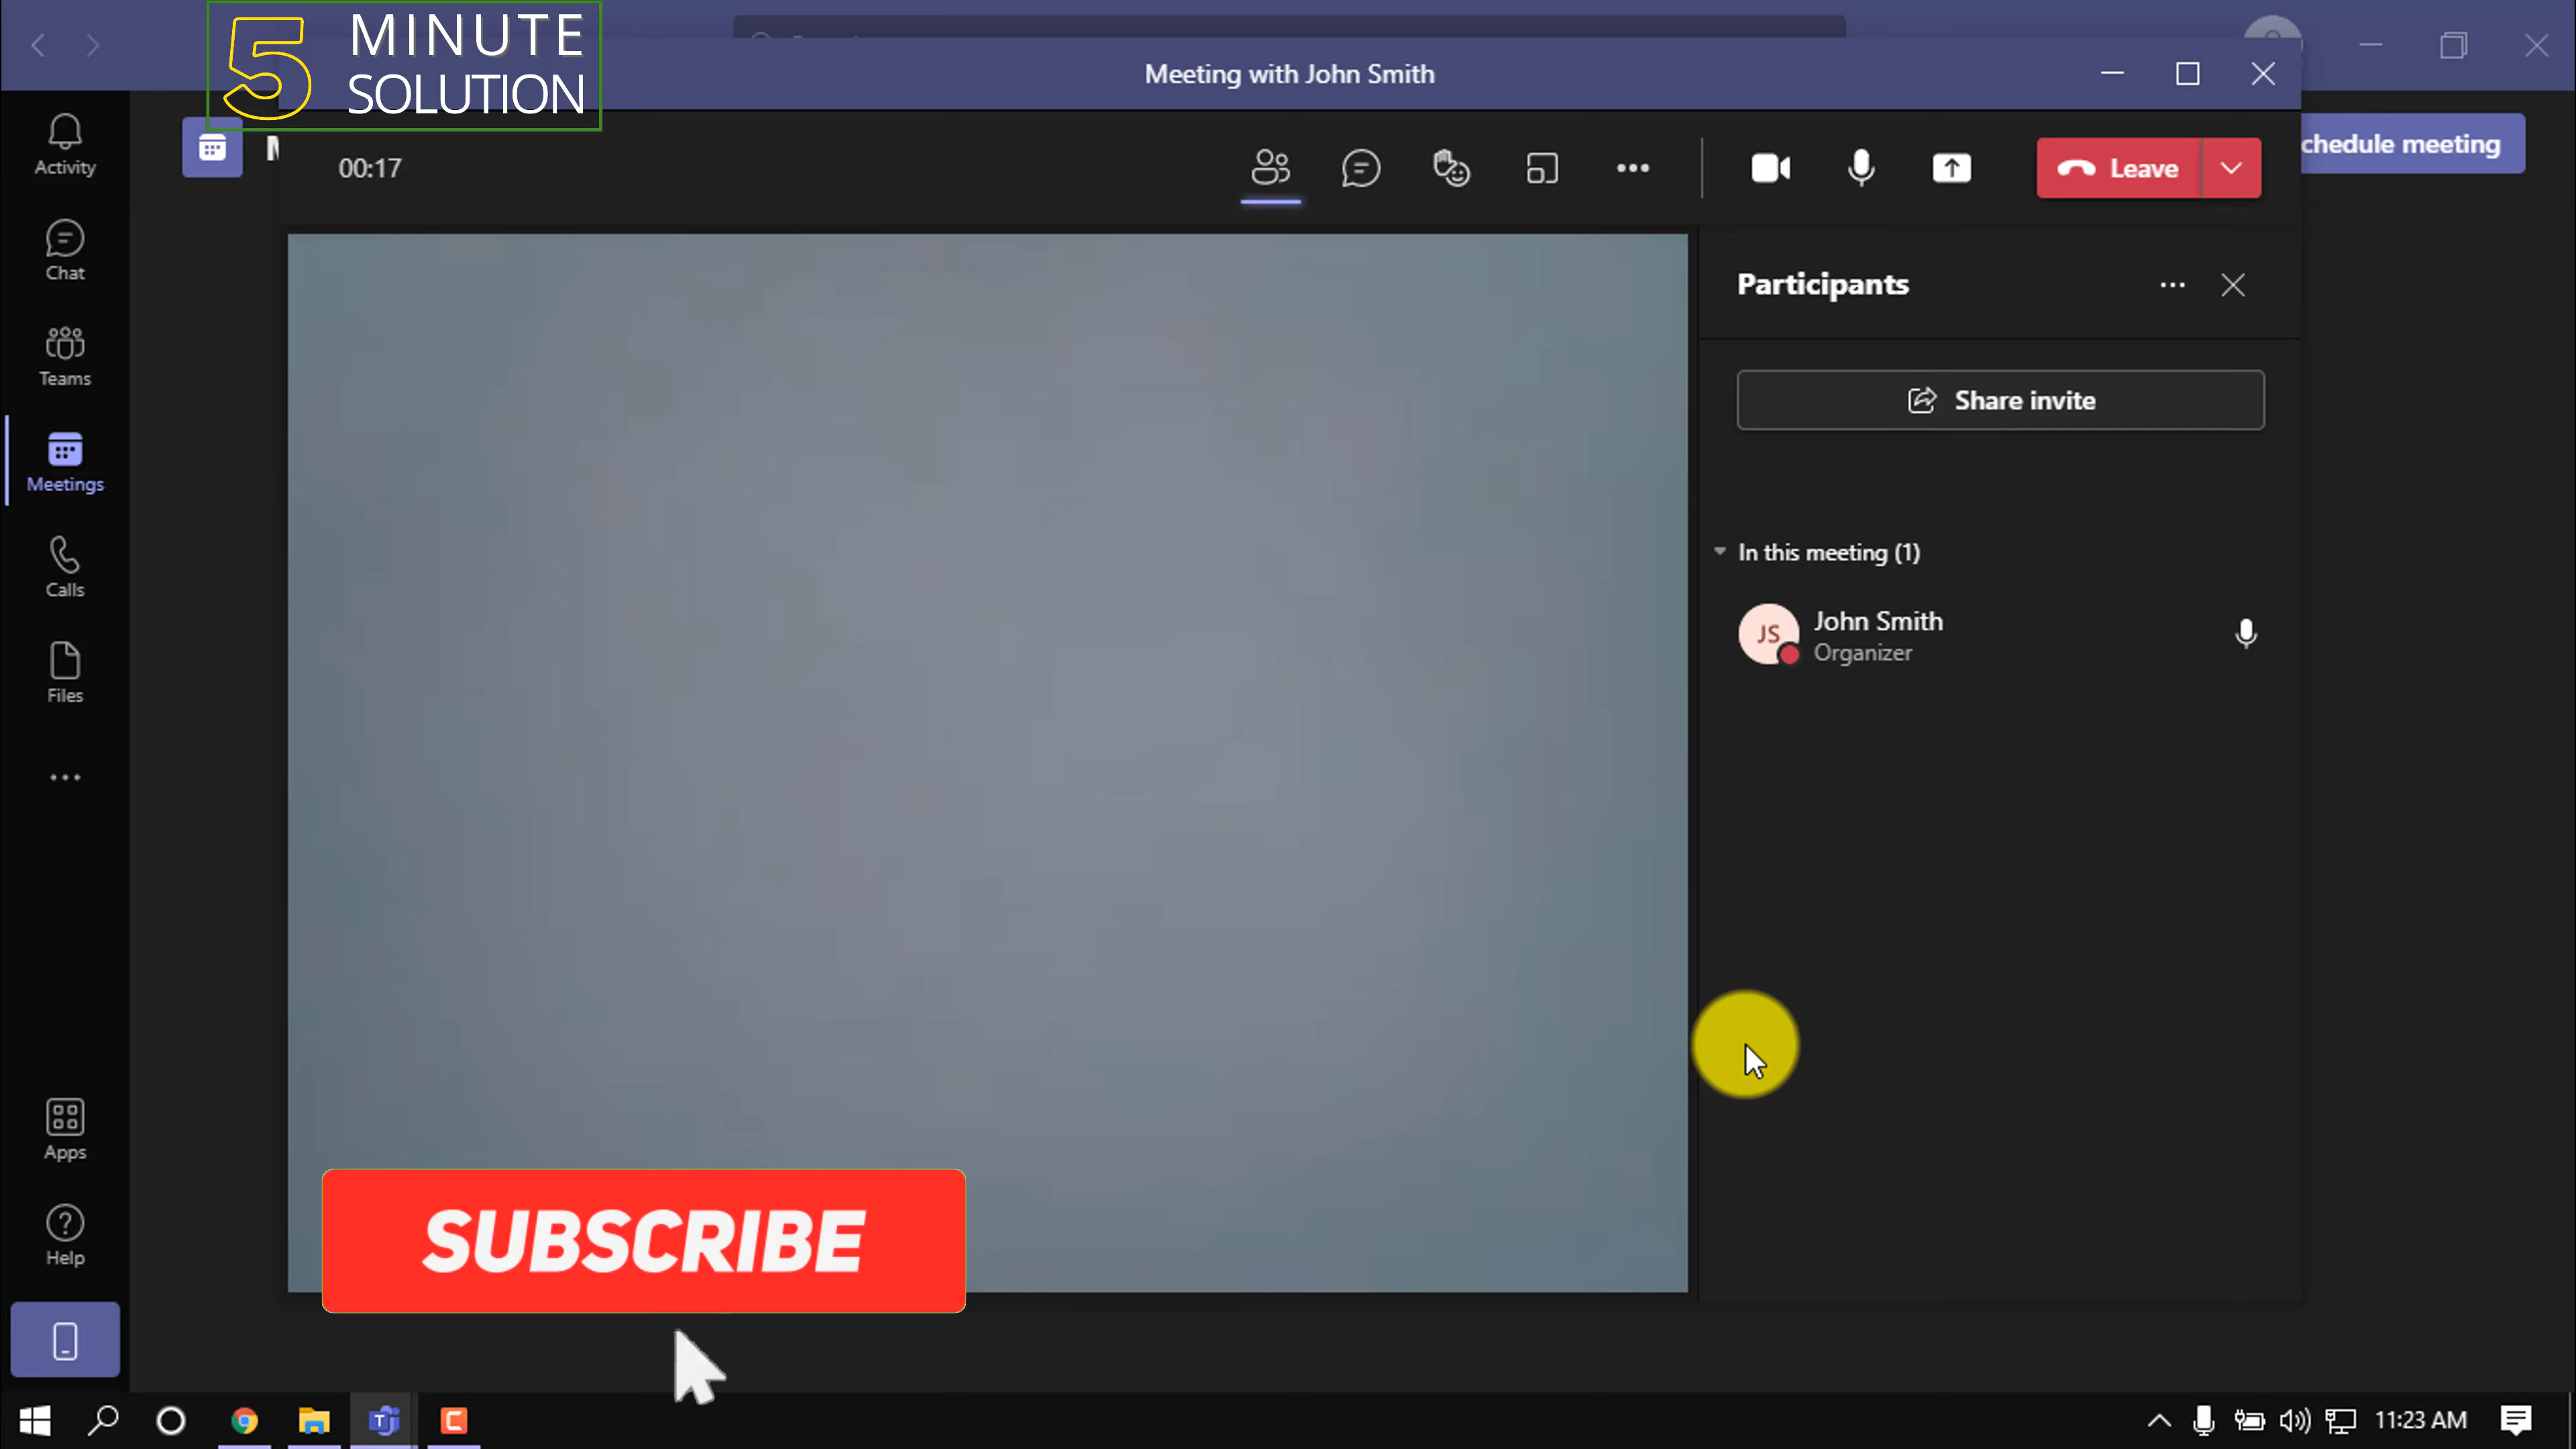 5 MINUTE
SOLUTION
Meeting with John Smith
Activity
00:17
Leave
chedule meeting
Chat
Participants
Teams
Share invite
Meetings
In this meeting (1)
Calls
JS
John Smith
Organizer
Files
Apps
SUBSCRIBE
Help
11:23 AM